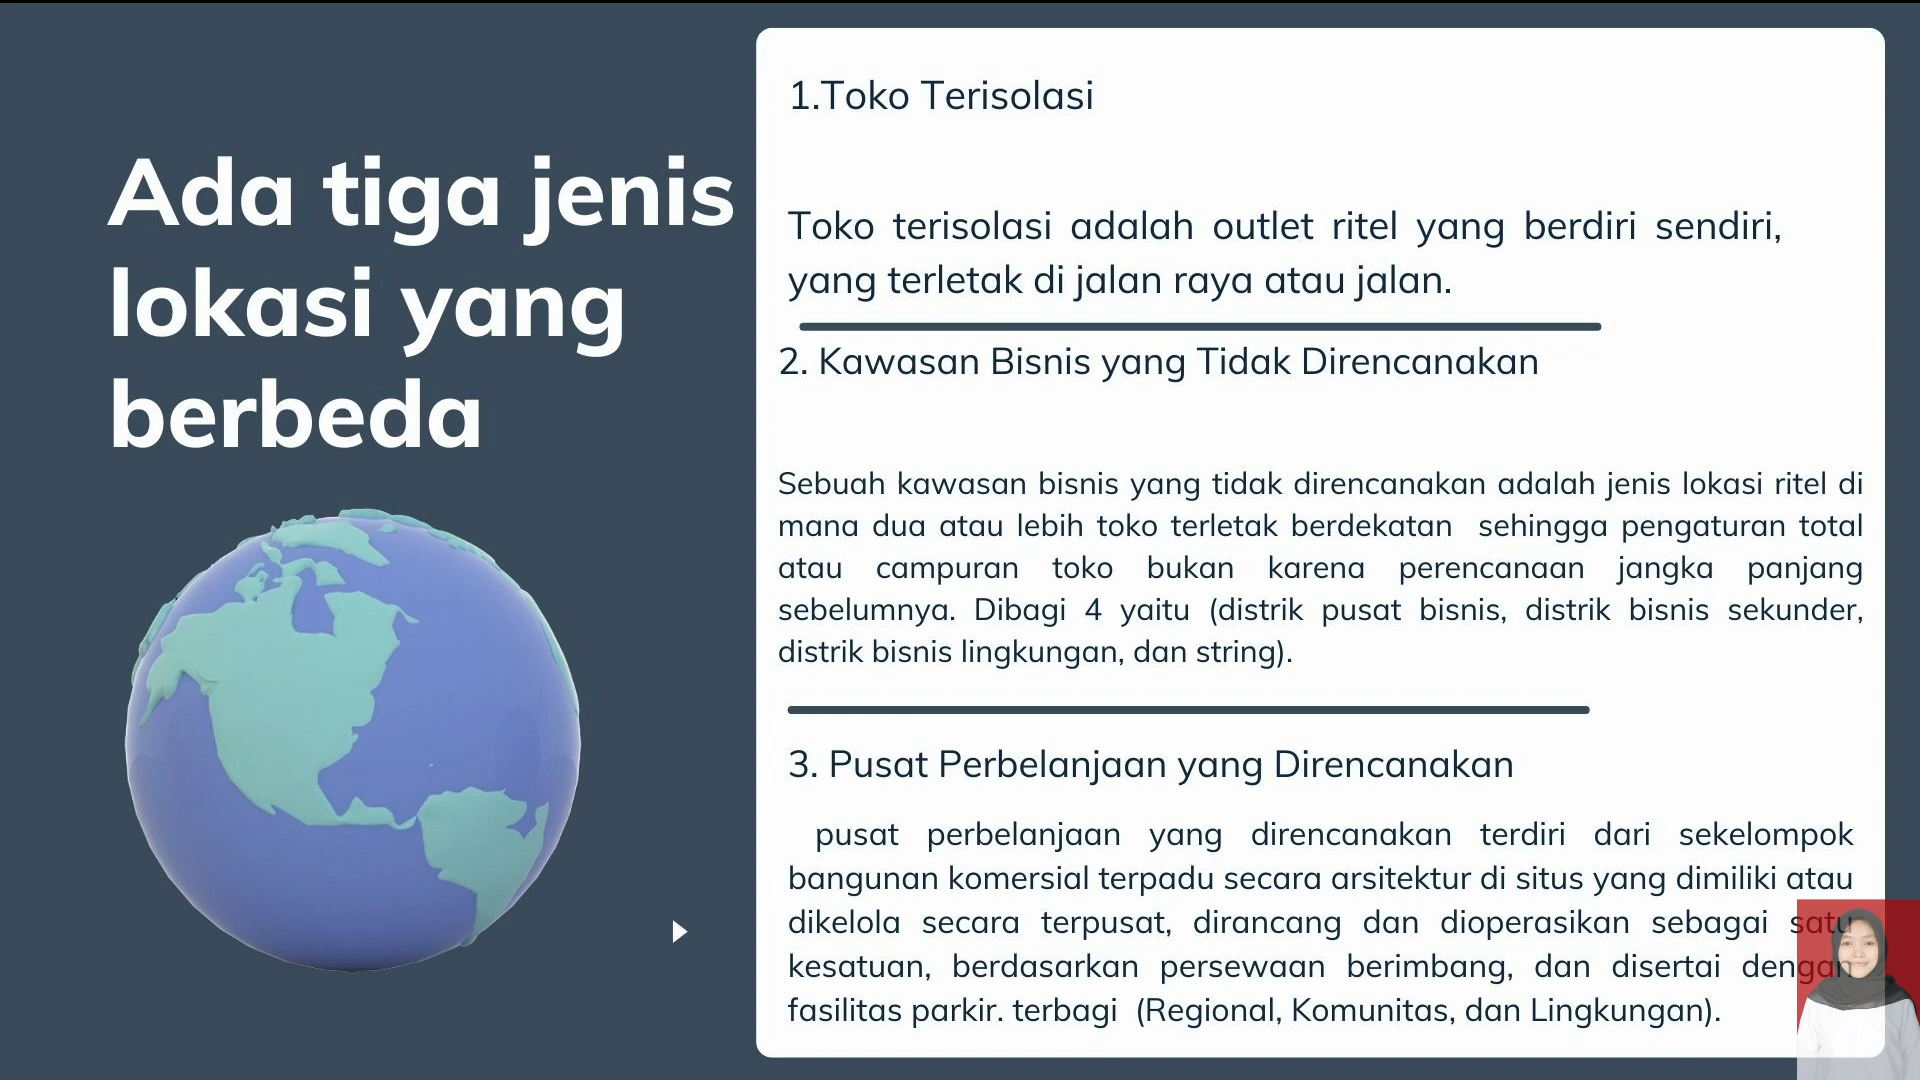 Ada tiga jenis
lokasi yang
berbeda
1.Toko Terisolasi
Toko terisolasi adalah outlet ritel yang berdiri sendiri,
yang terletak di jalan raya atau jalan.
2. Kawasan Bisnis yang Tidak Direncanakan
Sebuah kawasan bisnis yang tidak direncanakan adalah jenis lokasi ritel di
mana dua atau lebih toko terletak berdekatan sehingga pengaturan total
atau campuran toko bukan karena perencanaan jangka panjang
sebelumnya. Dibagi 4 yaitu (distrik pusat bisnis, distrik bisnis sekunder,
distrik bisnis lingkungan, dan string).
3. Pusat Perbelanjaan yang Direncanakan
pusat perbelanjaan yang direncanakan terdiri dari sekelompok
bangunan komersial terpadu secara arsitektur di situs yang dimiliki atau
dikelola secara terpusat, dirancang dan dioperasikan sebagai satu
kesatuan, berdasarkan persewaan berimbang, dan disertai dengan
fasilitas parkir. terbagi (Regional, Komunitas, dan Lingkungan).